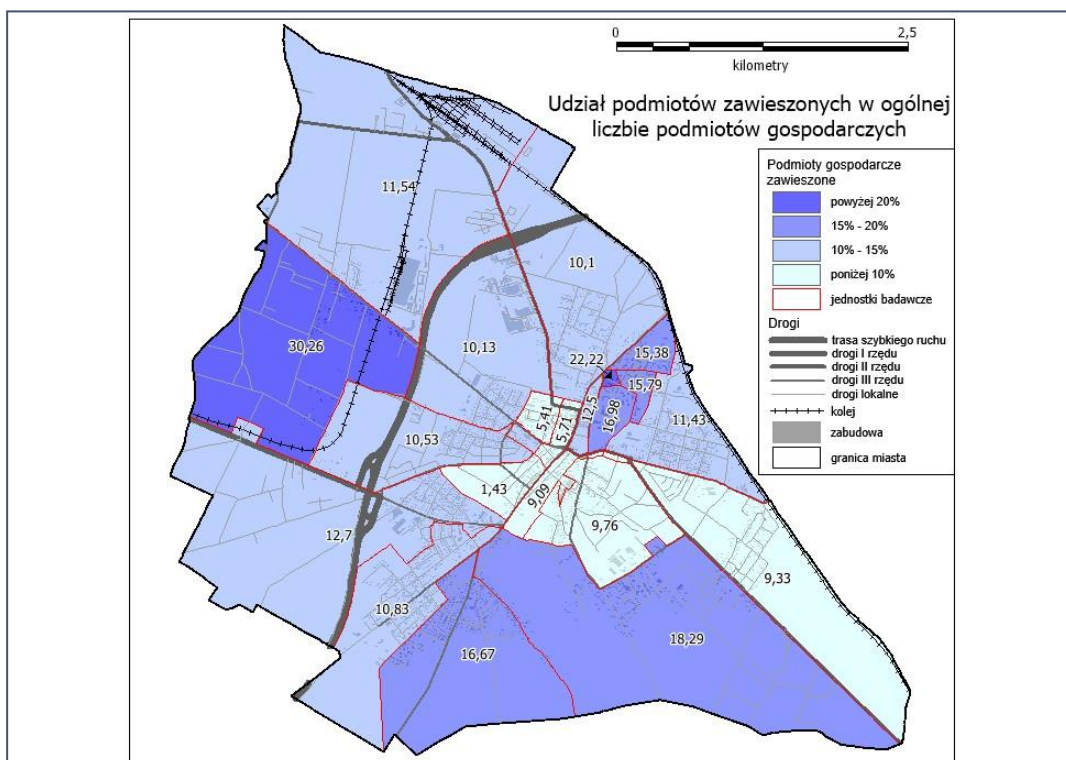 0 2,5
kilometry
Udział podmiotów zawieszonych w ogólnej
liczbie podmiotów gospodarczych
Podmioty gospodarcze
zawieszone
powyżej 20%
15% - 20%
10% - 15%
poniżej 10%
jednostki badawcze
Drogi
trasa szybkiego ruchu
drogi I rzędu
drogi II rzędu
drogi III rzędu
drogi lokalne
kolej
zabudowa
granica miasta
11,54
10,1
30,26
10,13
22,22
15,38
15,79
5,41
5,71
12,5
16,98
11,43
10,53
1,43
9,09
9,76
12,7
9,33
10,83
16,67
18,29